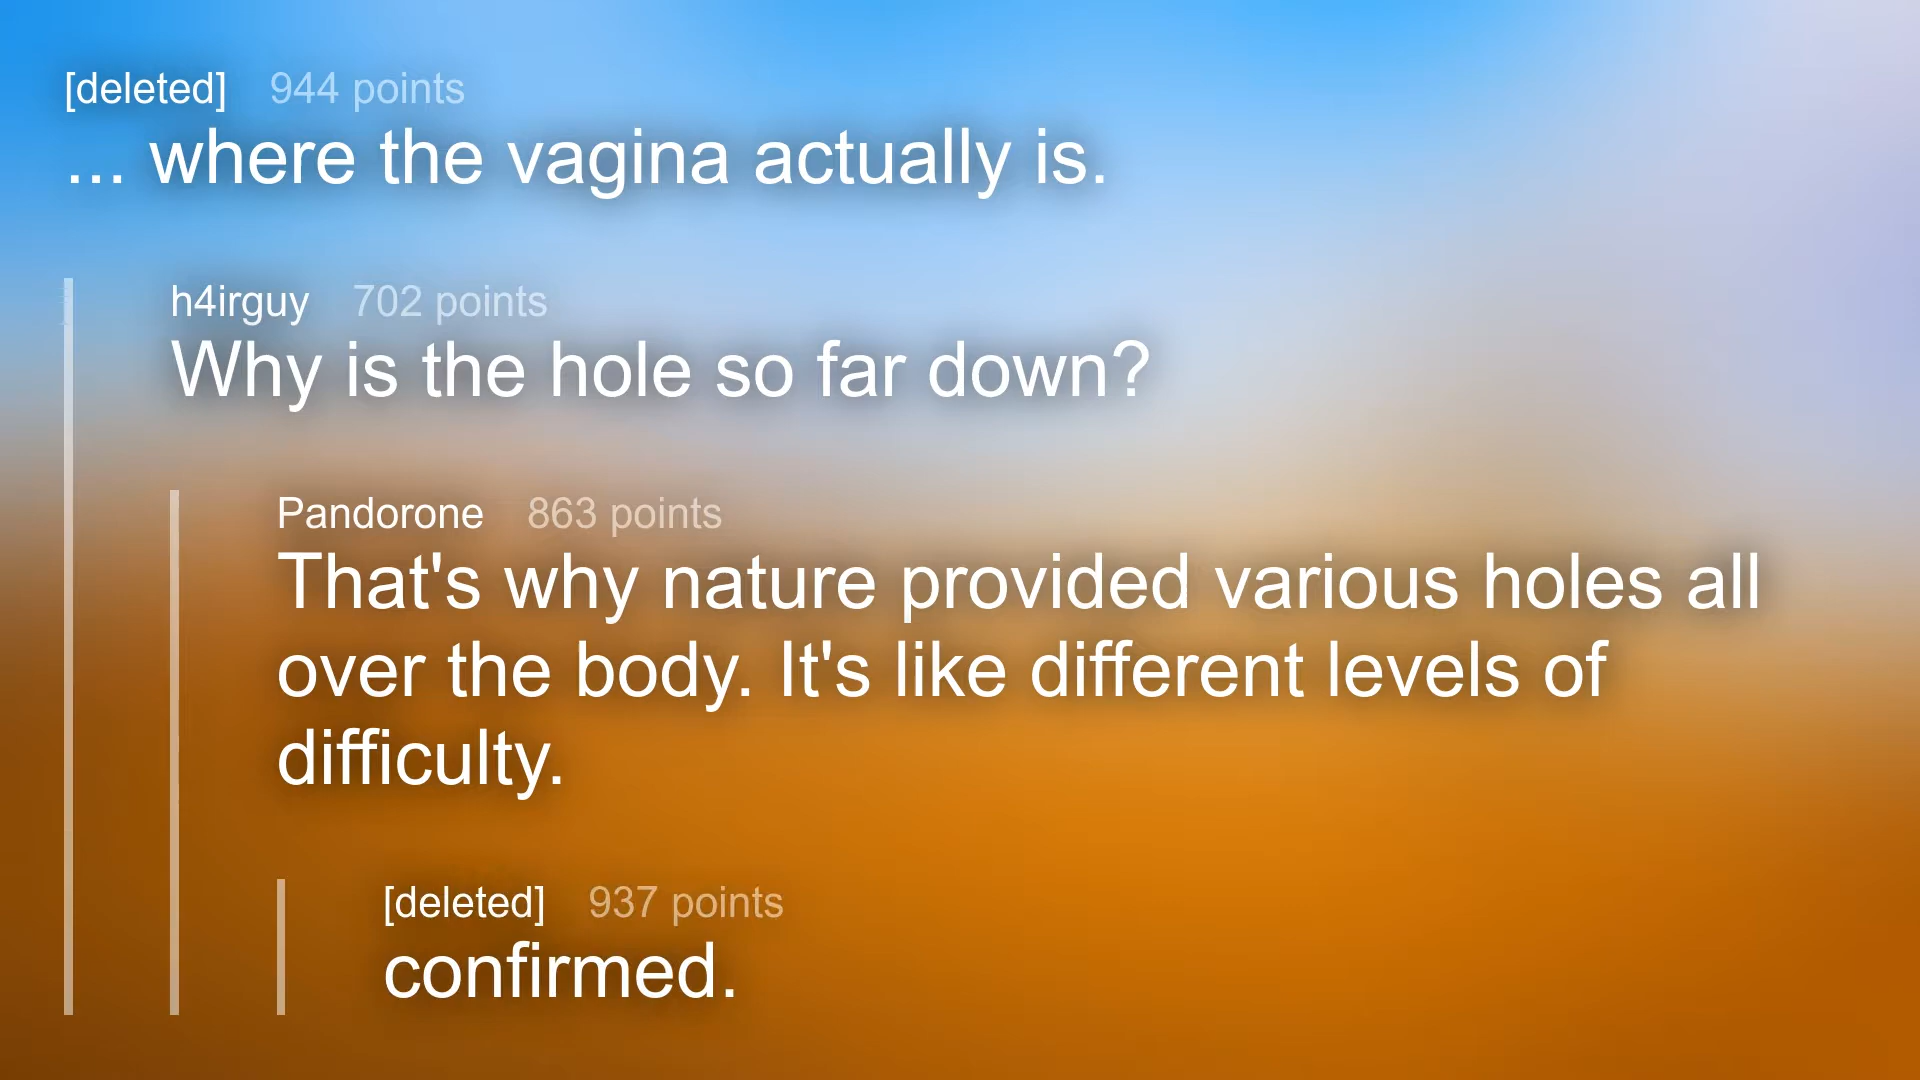 [deleted] 944 points
... where the vagina actually is.
h4irguy 702 points
Why is the hole so far down?
Pandorone 863 points
That's why nature provided various holes all
over the body. It's like different levels of
difficulty.
[deleted] 937 points
confirmed.